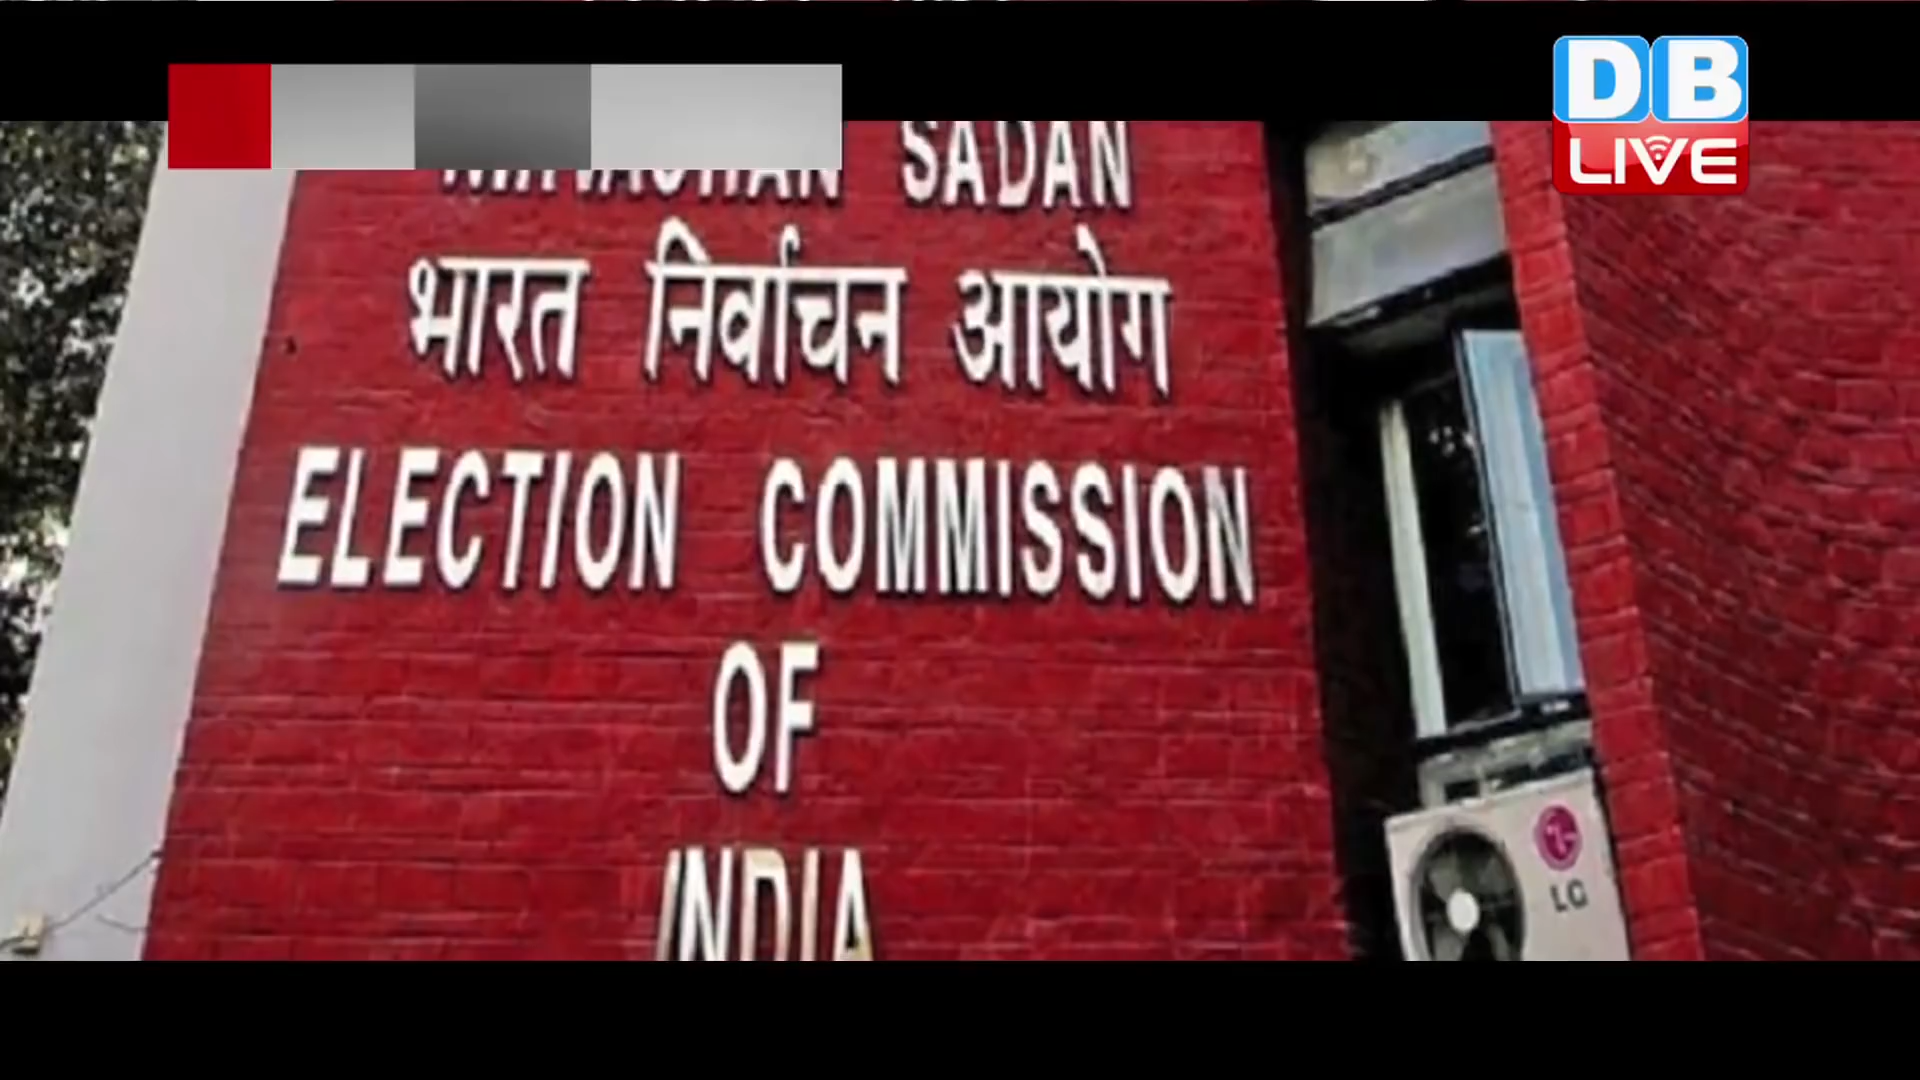 DB
LIVE
SADAN
भारत निर्वाचन आयोग
ELECTION COMMISSION
OF
INDIA
LG